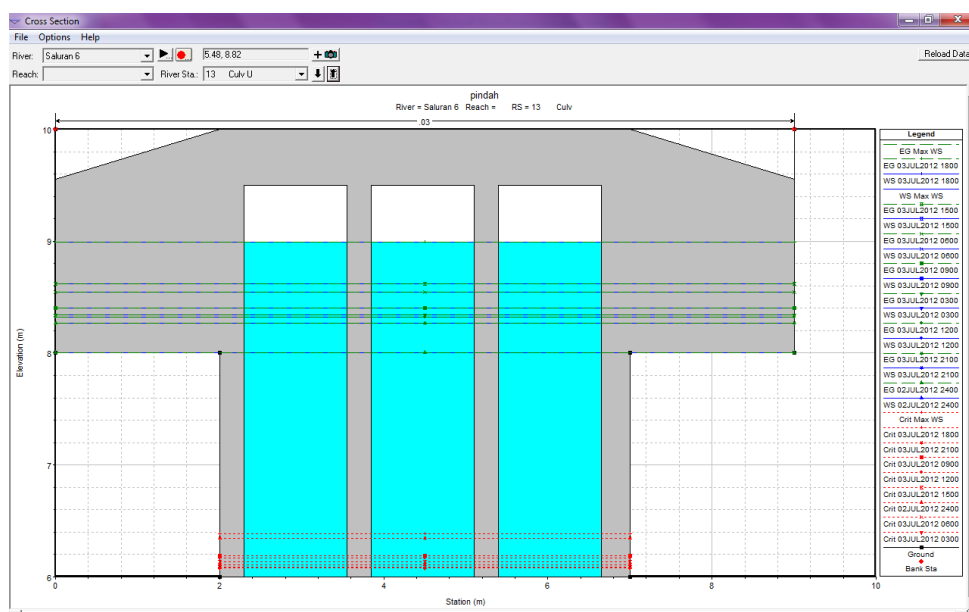 Cross Section
File Options Help
River: Saluran 6 5.48, 8.82 Reload Data
Reach: River Sta.: 13 Culv U
pindah
River = Saluran 6 Reach = RS = 13 Culv
.03
Legend
EG Max WS
EG 03JUL2012 1800
WS 03JUL2012 1800
WS Max WS
EG 03JUL2012 1500
WS 03JUL2012 1500
EG 03JUL2012 0600
WS 03JUL2012 0600
EG 03JUL2012 0900
WS 03JUL2012 0900
EG 03JUL2012 0300
WS 03JUL2012 0300
EG 03JUL2012 1200
WS 03JUL2012 1200
EG 03JUL2012 2100
WS 03JUL2012 2100
EG 02JUL2012 2400
WS 02JUL2012 2400
Crit Max WS
Crit 03JUL2012 1800
Crit 03JUL2012 2100
Crit 03JUL2012 0900
Crit 03JUL2012 1200
Crit 03JUL2012 1500
Crit 02JUL2012 2400
Crit 03JUL2012 0600
Crit 03JUL2012 0300
Ground
Bank Sta
10
9
8
7
6
Elevation (m)
0 2 4 6 8 10
Station (m)